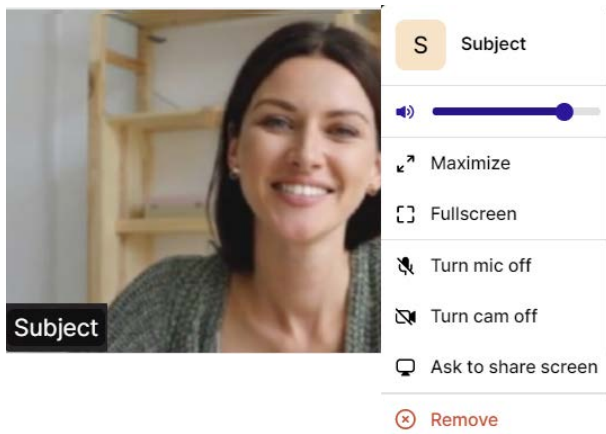 Subject
S Subject
Maximize
Fullscreen
Turn mic off
Turn cam off
Ask to share screen
Remove